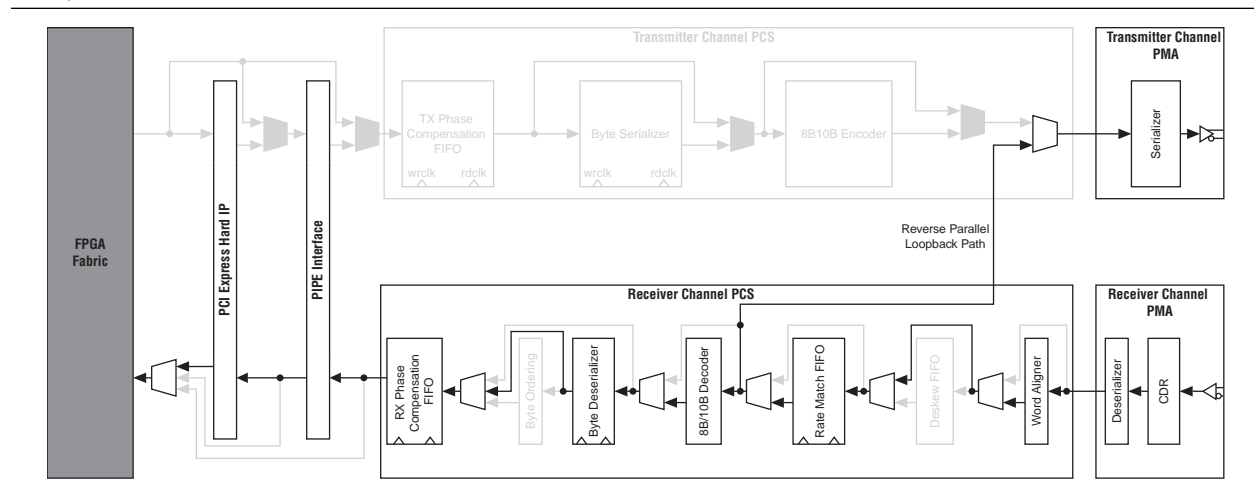 Transmitter Channel PCS
Transmitter Channel
PMA
TX Phase
Compensation
FIFO
wrclk
rdclk
Byte Serializer
wrclk
rdclk
8B10B Encoder
Serializer
FPGA
Fabric
PCI Express Hard IP
PIPE Interface
Reverse Parallel
Loopback Path
Receiver Channel PCS
Receiver Channel
PMA
RX Phase
Compensation
FIFO
Byte Ordering
Byte Deserializer
8B/10B Decoder
Rate Match FIFO
Deskew FIFO
Word Aligner
Deserializer
CDR